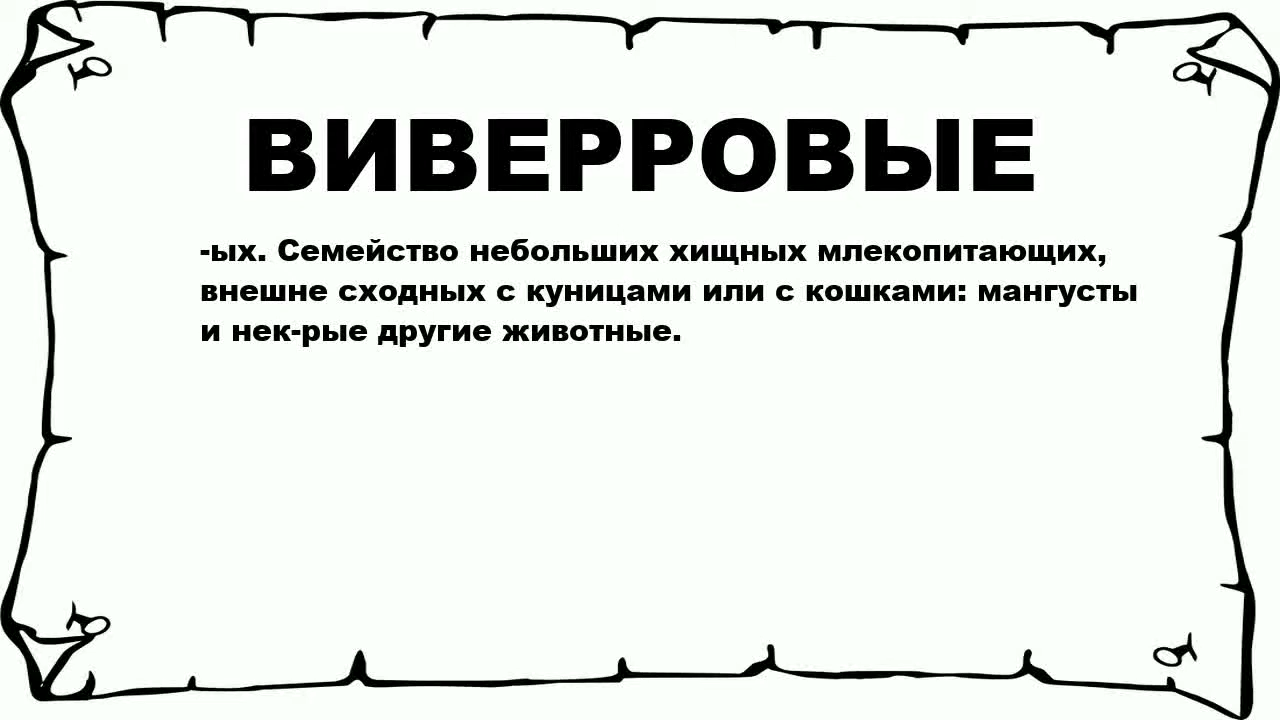 ВИВЕРРОВЫЕ
-ых. Семейство небольших хищных млекопитающих,
внешне сходных с куницами или с кошками: мангусты
и нек-рые другие животные.